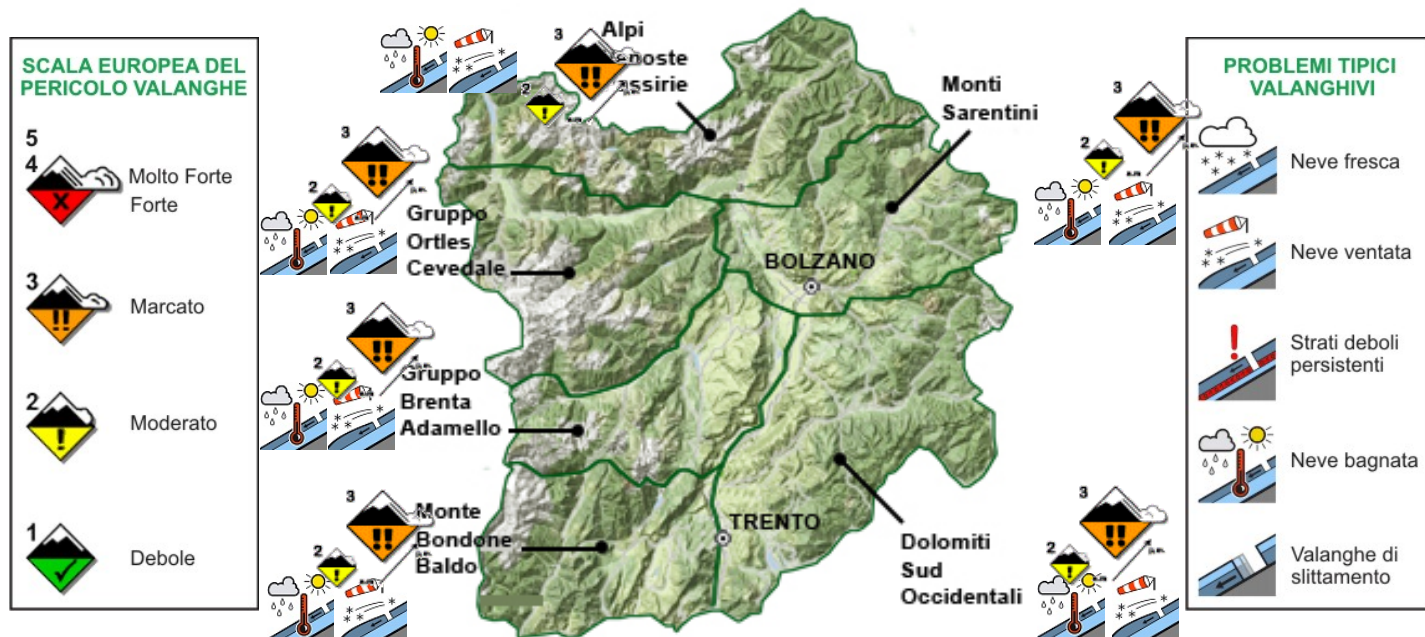 SCALA EUROPEA DEL
PERICOLO VALANGHE
5
4
Molto Forte
Forte
3
Marcato
2
Moderato
1
Debole
3
Alpi
2
3
2
Gruppo
Ortles
Cevedale
3
2
Gruppo
Brenta
Adamello
3
2
Monte
Bondone
Baldo
Monti
Sarentini
BOLZANO
TRENTO
Dolomiti
Sud
Occidentali
3
2
3
2
PROBLEMI TIPICI
VALANGHIVI
Neve fresca
Neve ventata
Strati deboli
persistenti
Neve bagnata
Valanghe di
slittamento